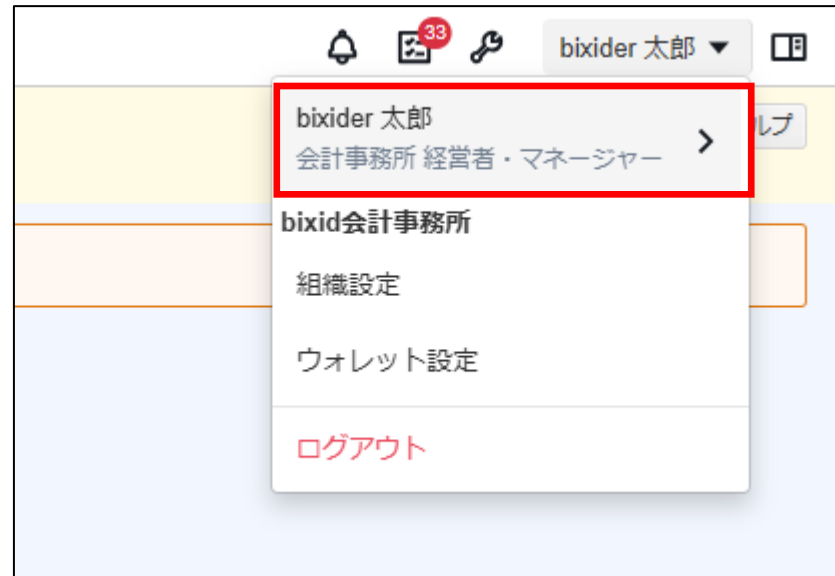 33
bixider 太郎
bixider 太郎
会計事務所 経営者・マネージャー
ルプ
bixid会計事務所
組織設定
ウォレット設定
ログアウト